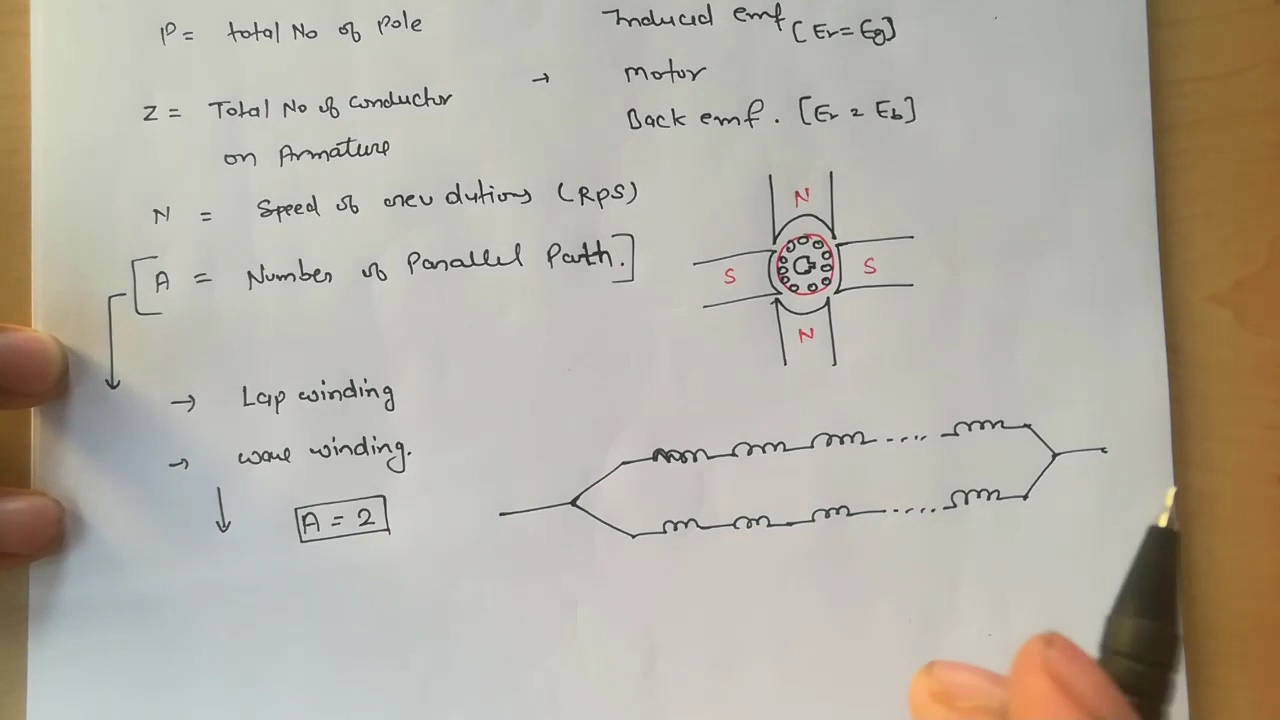 P = total No of Pole
Z = Total No of conductor
on Armature
N = Speed of revolutions (RPS)
[A = Number of Parallel Path.]
→ Lap winding
→ wave winding.
↓ A = 2
Induced emf [Er = Eg]
→ Motor
Back emf. [Er = Eb]
N
S S
N